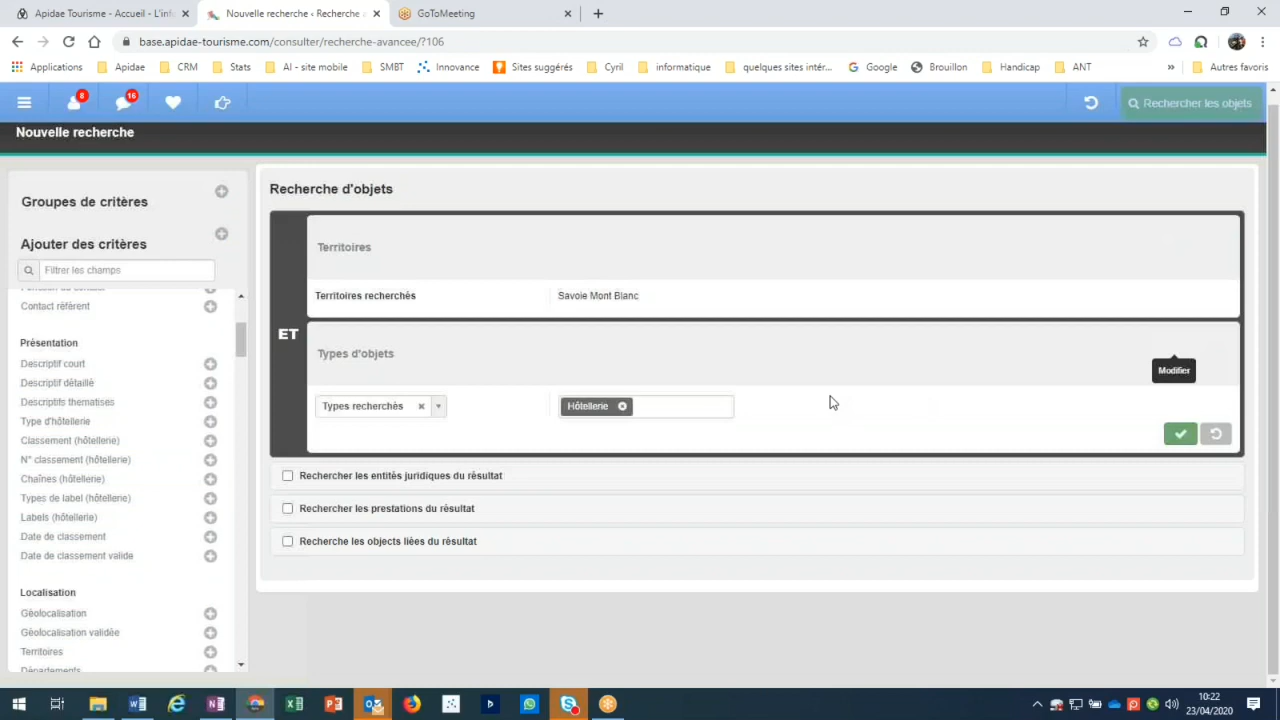 Apidae Tourisme - Accueil - L'info
Nouvelle recherche ‹ Recherche
GoToMeeting
base.apidae-tourisme.com/consulter/recherche-avancee/?106
Applications
Apidae
CRM
Stats
AI - site mobile
SMBT
Innovance
Sites suggérés
Cyril
informatique
quelques sites intér...
Google
Brouillon
Handicap
ANT
»
Autres favoris
8
16
Rechercher les objets
Nouvelle recherche
Groupes de critères
Ajouter des critères
Filtrer les champs
Contact référent
Présentation
Descriptif court
Descriptif détaillé
Descriptifs thematises
Type d'hôtellerie
Classement (hôtellerie)
N° classement (hôtellerie)
Chaînes (hôtellerie)
Types de label (hôtellerie)
Labels (hôtellerie)
Date de classement
Date de classement valide
Localisation
Géolocalisation
Géolocalisation validée
Territoires
Départements
Recherche d'objets
ET
Territoires
Territoires recherchés
Savoie Mont Blanc
Types d'objets
Modifier
Types recherchés
Hôtellerie
Rechercher les entités juridiques du résultat
Rechercher les prestations du résultat
Recherche les objects liées du résultat
10:22
23/04/2020